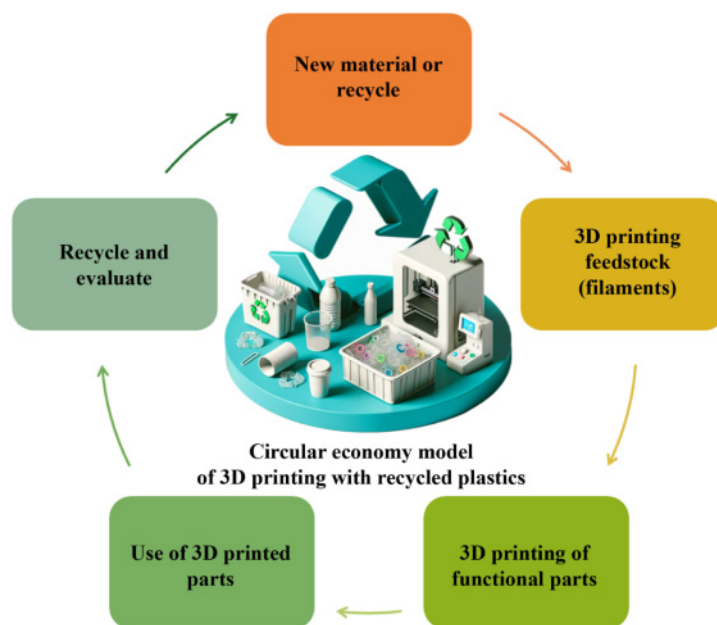 New material or
recycle
3D printing
feedstock
(filaments)
3D printing of
functional parts
Use of 3D printed
parts
Recycle and
evaluate
Circular economy model
of 3D printing with recycled plastics